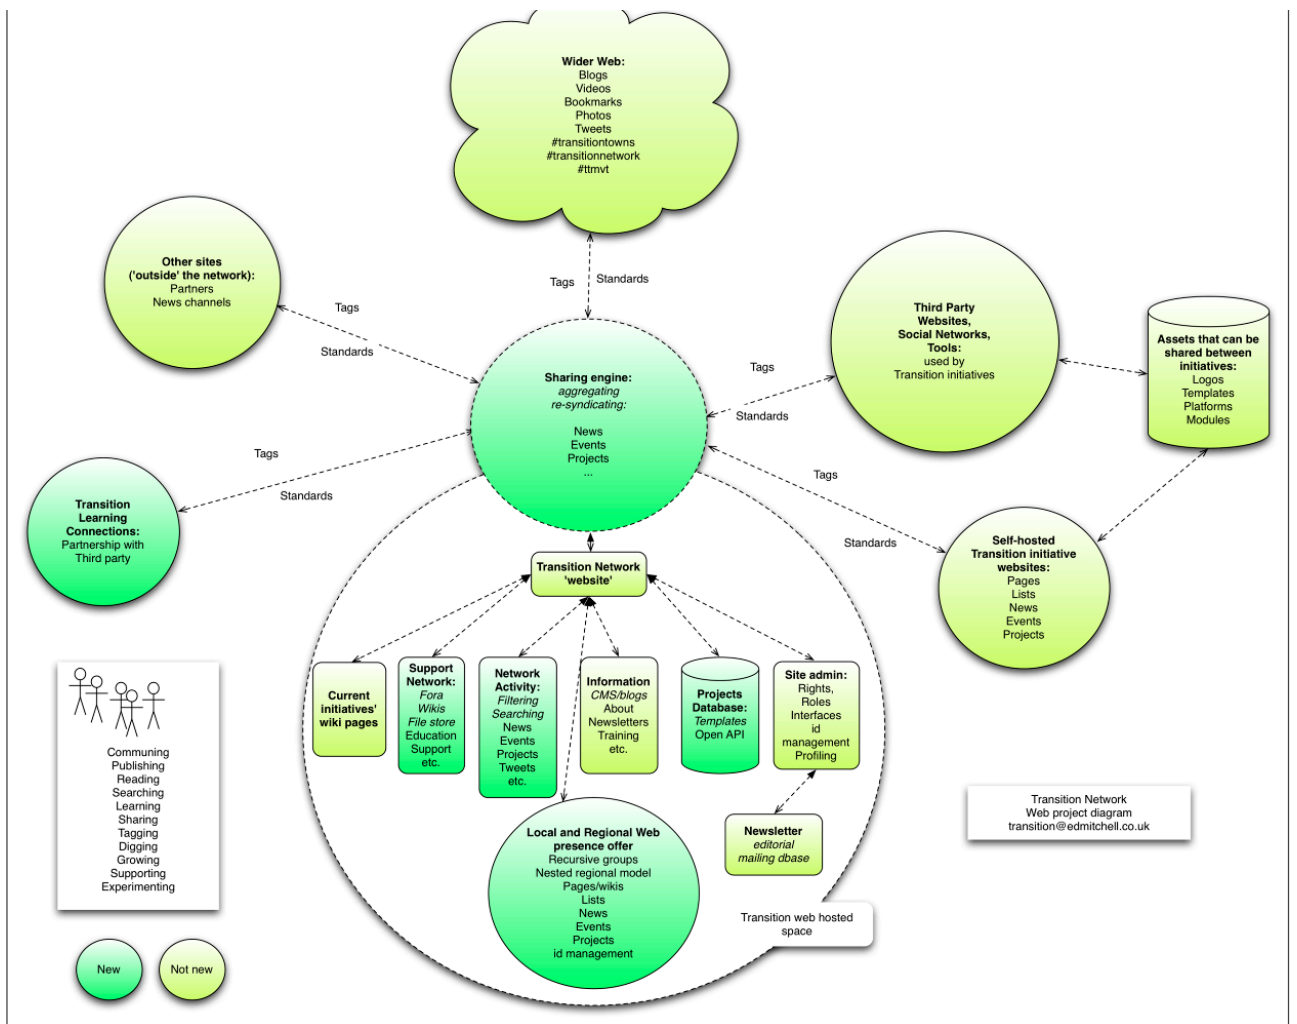 Wider Web:
Blogs
Videos
Bookmarks
Photos
Tweets
#transitiontowns
#transitionnetwork
#ttmvt
Other sites
('outside' the network):
Partners
News channels
Tags
Standards
Tags
Standards
Third Party
Websites,
Social Networks,
Tools:
used by
Transition initiatives
Assets that can be
shared between
initiatives:
Logos
Templates
Platforms
Modules
Sharing engine:
aggregating
re-syndicating:
News
Events
Projects
...
Tags
Standards
Tags
Standards
Tags
Standards
Transition
Learning
Connections:
Partnership with
Third party
Self-hosted
Transition initiative
websites:
Pages
Lists
News
Events
Projects
Transition Network
'website'
Current
initiatives'
wiki pages
Support
Network:
Fora
Wikis
File store
Education
Support
etc.
Network
Activity:
Filtering
Searching
News
Events
Projects
Tweets
etc.
Information
CMS/blogs
About
Newsletters
Training
etc.
Projects
Database:
Templates
Open API
Site admin:
Rights,
Roles
Interfaces
id
management
Profiling
Newsletter
editorial
mailing dbase
Local and Regional Web
presence offer
Recursive groups
Nested regional model
Pages/wikis
Lists
News
Events
Projects
id management
Transition web hosted
space
Communing
Publishing
Reading
Searching
Learning
Sharing
Tagging
Digging
Growing
Supporting
Experimenting
Transition Network
Web project diagram
transition@edmitchell.co.uk
New
Not new